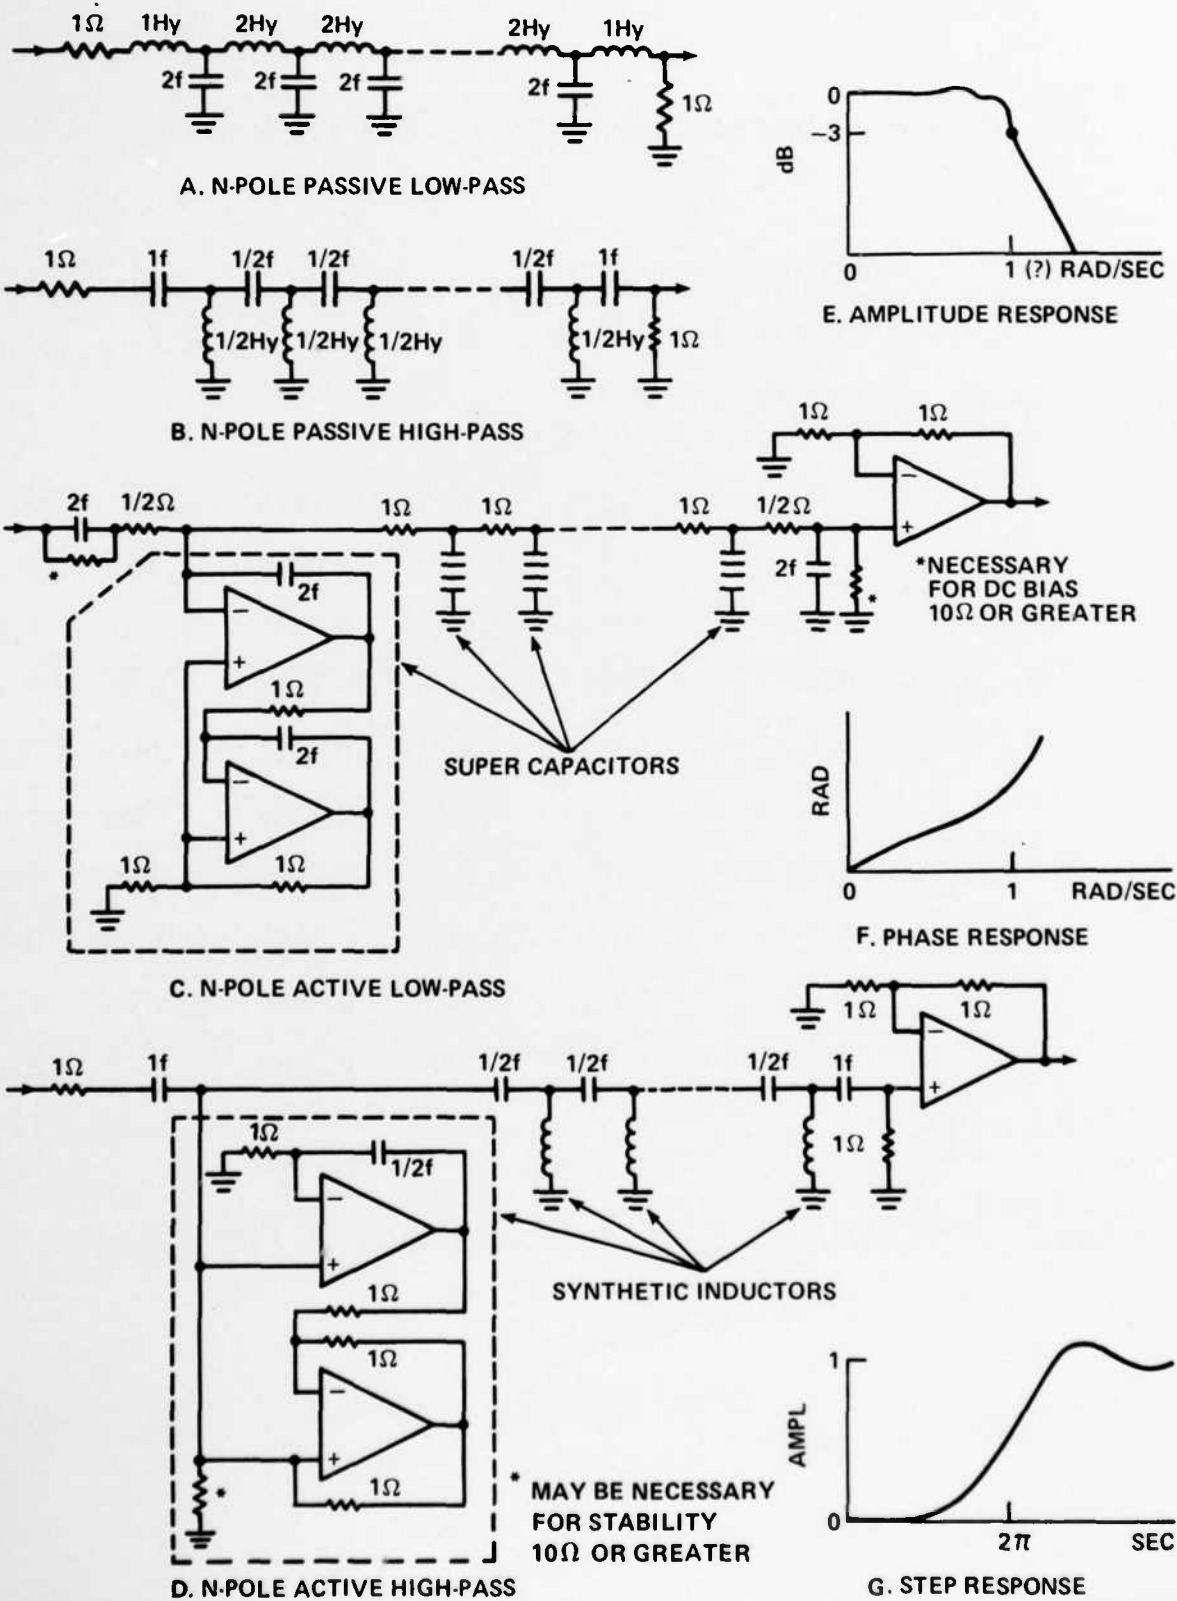 1Ω 1Hy 2Hy 2Hy 2Hy 1Hy
2f 2f 2f 2f 1Ω
A. N-POLE PASSIVE LOW-PASS
0
-3
dB
0 1 (?) RAD/SEC
E. AMPLITUDE RESPONSE
1Ω 1f 1/2f 1/2f 1/2f 1f
1/2Hy 1/2Hy 1/2Hy 1/2Hy 1Ω
B. N-POLE PASSIVE HIGH-PASS
1Ω 1Ω
2f 1/2Ω 1Ω 1Ω 1Ω 1/2Ω
- +
*
2f
2f *
*NECESSARY
FOR DC BIAS
10Ω OR GREATER
-
+
1Ω
2f
-
+
1Ω 1Ω
SUPER CAPACITORS
C. N-POLE ACTIVE LOW-PASS
RAD
0 1 RAD/SEC
F. PHASE RESPONSE
1Ω 1Ω
-
+
1Ω 1f 1/2f 1/2f 1/2f 1f
1Ω
1Ω
1/2f
-
+
1Ω
1Ω
-
+
1Ω
*
SYNTHETIC INDUCTORS
* MAY BE NECESSARY
FOR STABILITY
10Ω OR GREATER
D. N-POLE ACTIVE HIGH-PASS
1
AMPL
0
2π SEC
G. STEP RESPONSE